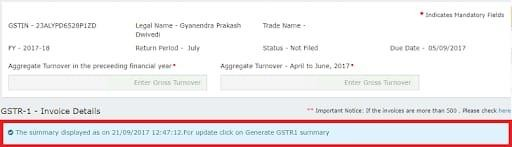 * Indicates Mandatory Fields
GSTIN - 23ALYPD6528P1ZD Legal Name - Gyanendra Prakash Dwivedi Trade Name -
FY - 2017-18 Return Period - July Status - Not Filed Due Date - 05/09/2017
Aggregate Turnover in the preceeding financial year* Aggregate Turnover - April to June, 2017*
Enter Gross Turnover Enter Gross Turnover
GSTR-1 - Invoice Details ** Important Notice: If the invoices are more than 500 , Please check here
The summary displayed as on 21/09/2017 12:47:12.For update click on Generate GSTR1 summary